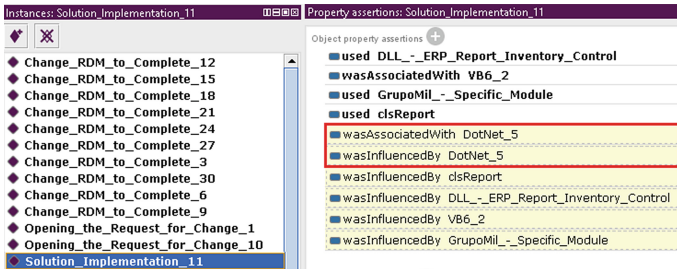 Instances: Solution_Implementation_11
Change_RDM_to_Complete_12
Change_RDM_to_Complete_15
Change_RDM_to_Complete_18
Change_RDM_to_Complete_21
Change_RDM_to_Complete_24
Change_RDM_to_Complete_27
Change_RDM_to_Complete_3
Change_RDM_to_Complete_30
Change_RDM_to_Complete_6
Change_RDM_to_Complete_9
Opening_the_Request_for_Change_1
Opening_the_Request_for_Change_10
Solution_Implementation_11
Property assertions: Solution_Implementation_11
Object property assertions
used DLL_-_ERP_Report_Inventory_Control
wasAssociatedWith VB6_2
used GrupoMil_-_Specific_Module
used clsReport
wasAssociatedWith DotNet_5
wasInfluencedBy DotNet_5
wasInfluencedBy clsReport
wasInfluencedBy DLL_-_ERP_Report_Inventory_Control
wasInfluencedBy VB6_2
wasInfluencedBy GrupoMil_-_Specific_Module